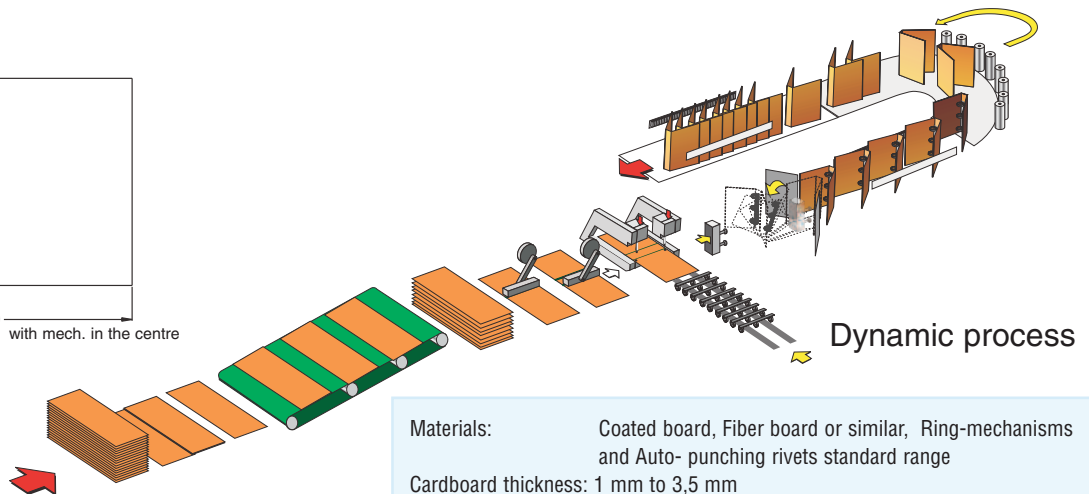 with mech. in the centre
Dynamic process
Materials: Coated board, Fiber board or similar, Ring-mechanisms
and Auto- punching rivets standard range
Cardboard thickness: 1 mm to 3,5 mm